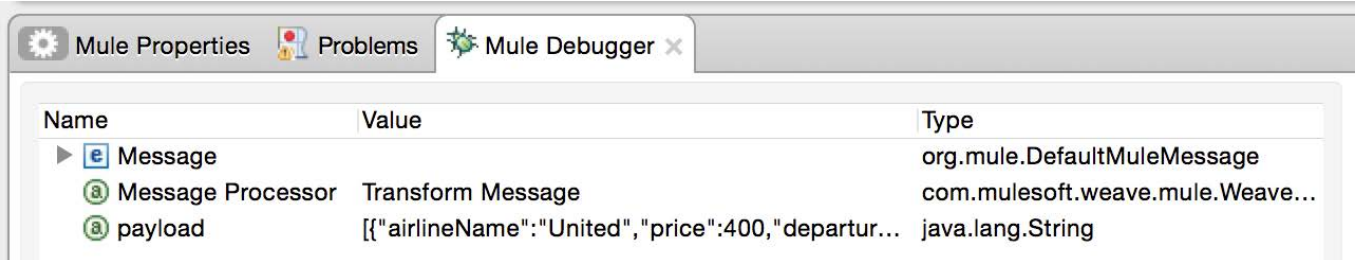 Mule Properties Problems Mule Debugger
Name Value Type
Message org.mule.DefaultMuleMessage
Message Processor Transform Message com.mulesoft.weave.mule.Weave...
payload [{"airlineName":"United","price":400,"departur... java.lang.String